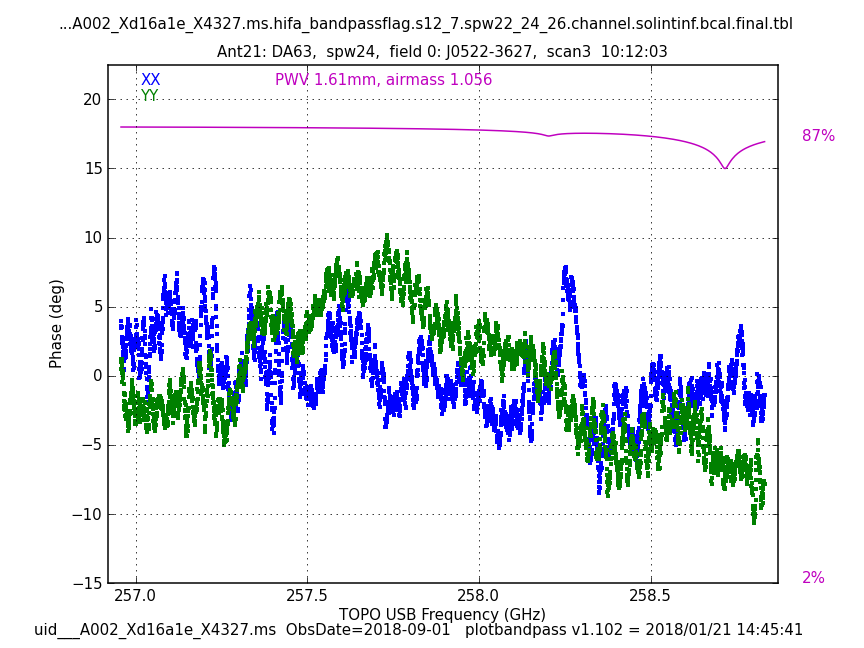 ...A002_Xd16a1e_X4327.ms.hifa_bandpassflag.s12_7.spw22_24_26.channel.solintinf.bcal.final.tbl
Ant21: DA63, spw24, field 0: J0522-3627, scan3 10:12:03
XX
YY
PWV 1.61mm, airmass 1.056
87%
2%
Phase (deg)
20
15
10
5
0
−5
−10
−15
257.0
257.5
258.0
258.5
TOPO USB Frequency (GHz)
uid___A002_Xd16a1e_X4327.ms ObsDate=2018-09-01 plotbandpass v1.102 = 2018/01/21 14:45:41